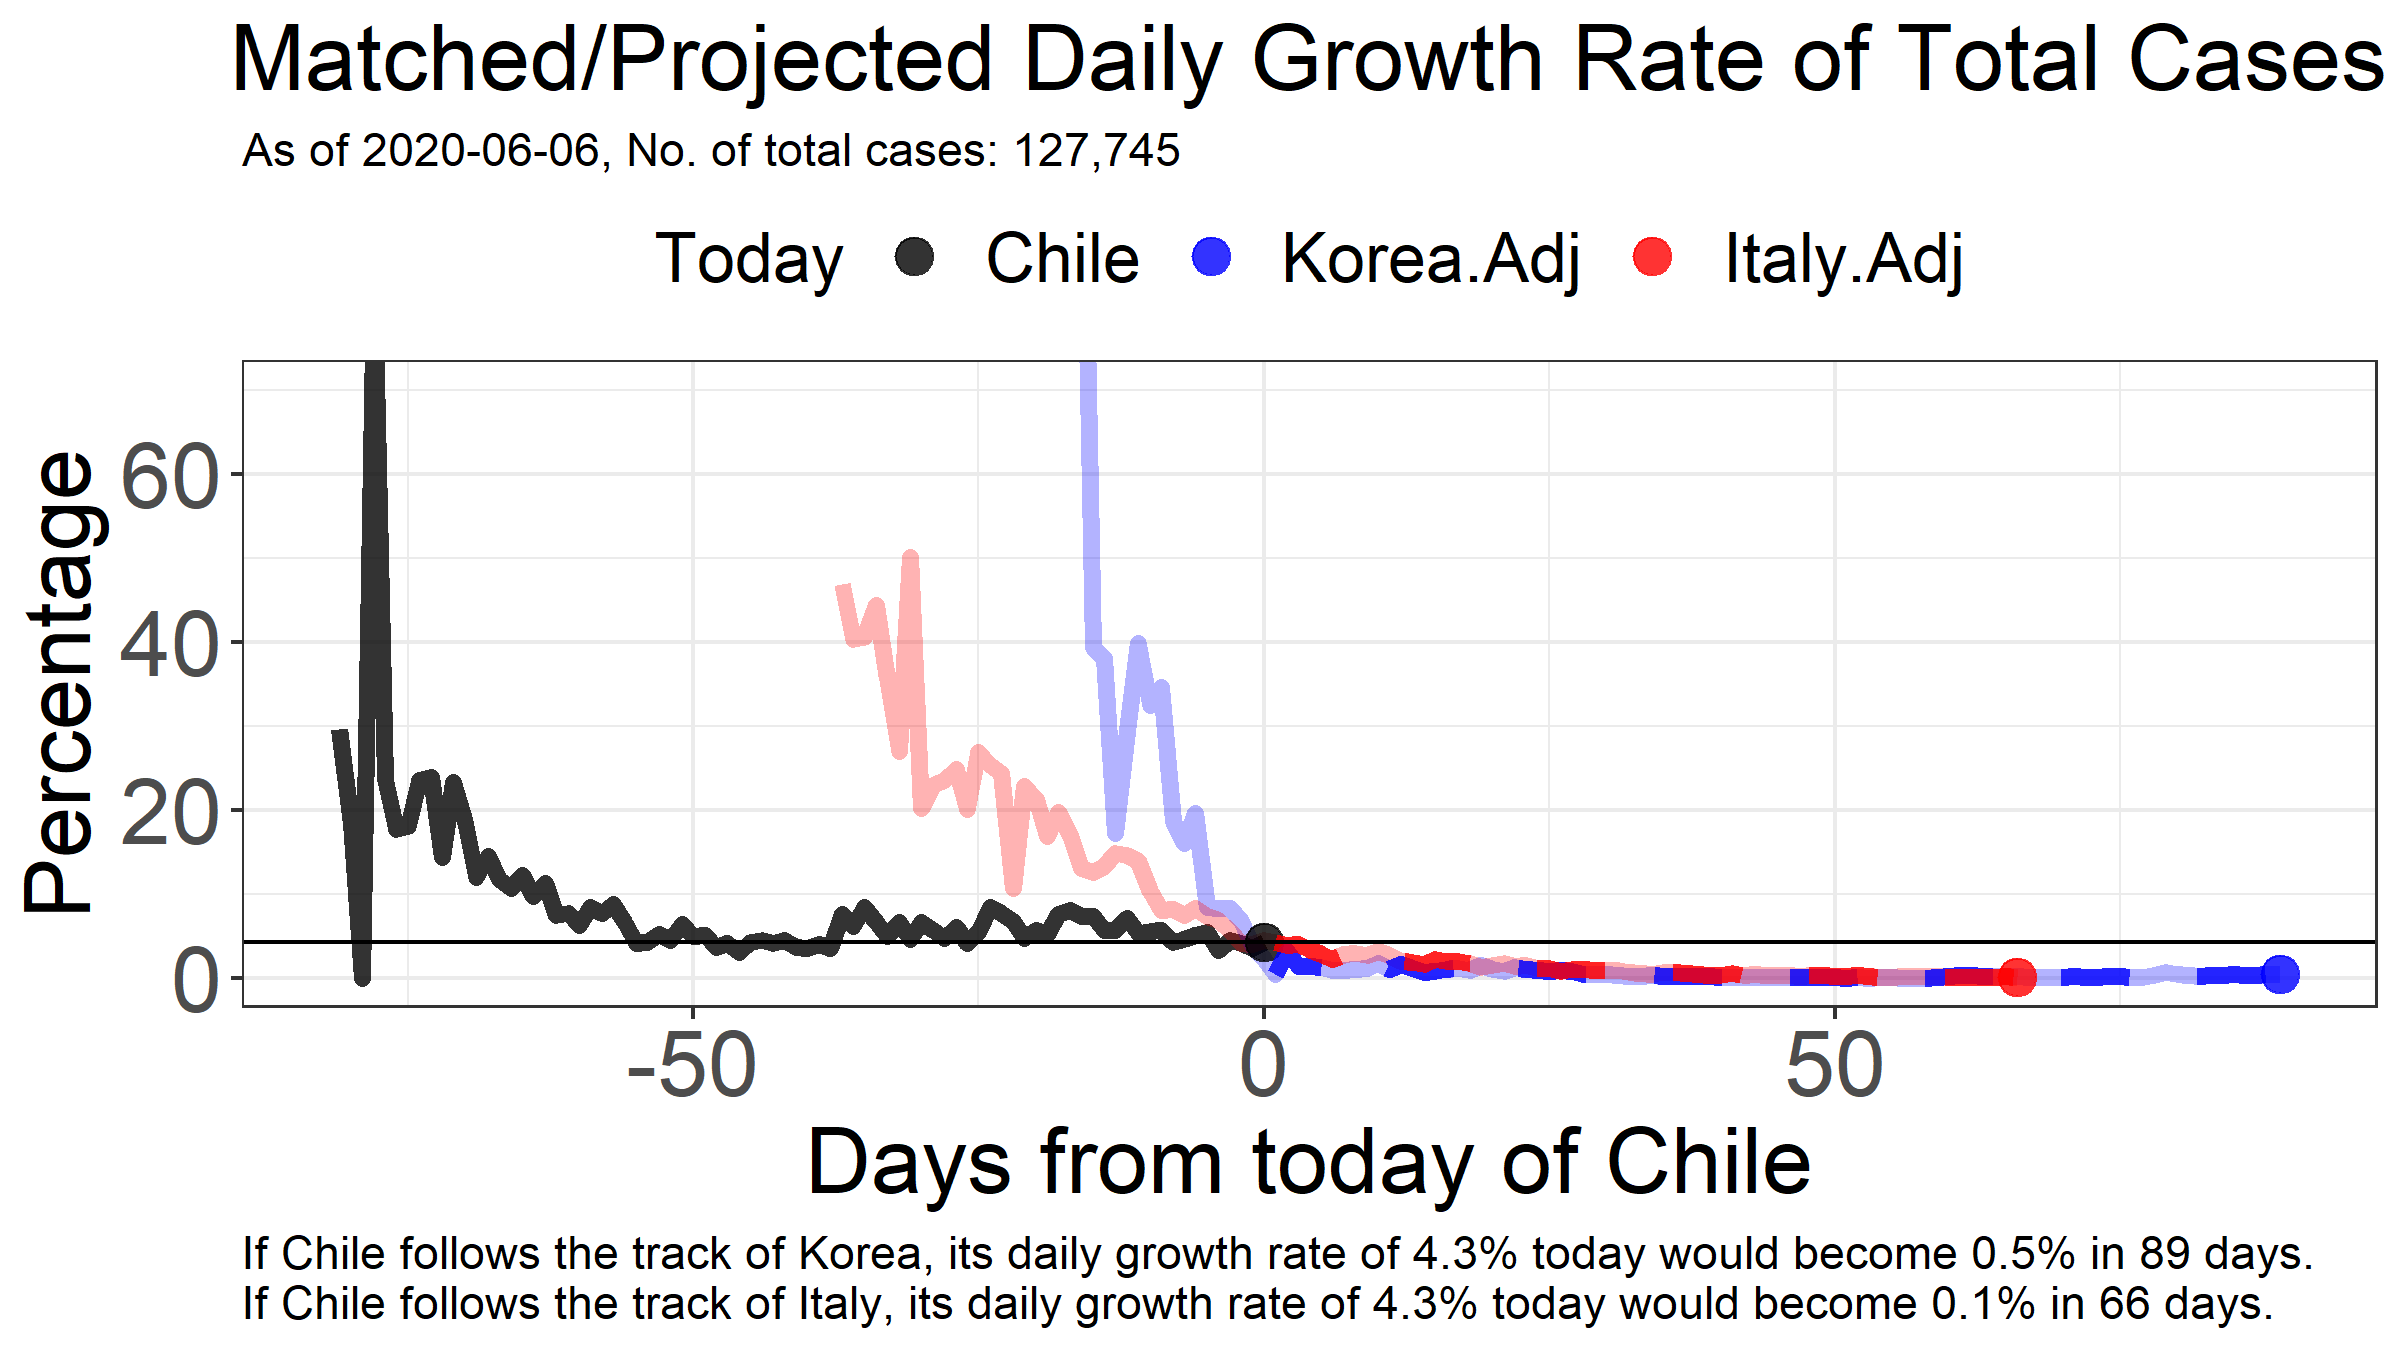 Matched/Projected Daily Growth Rate of Total Cases
As of 2020-06-06, No. of total cases: 127,745
Today Chile Korea.Adj Italy.Adj
Percentage
60
40
20
0
-50 0 50
Days from today of Chile
If Chile follows the track of Korea, its daily growth rate of 4.3% today would become 0.5% in 89 days.
If Chile follows the track of Italy, its daily growth rate of 4.3% today would become 0.1% in 66 days.